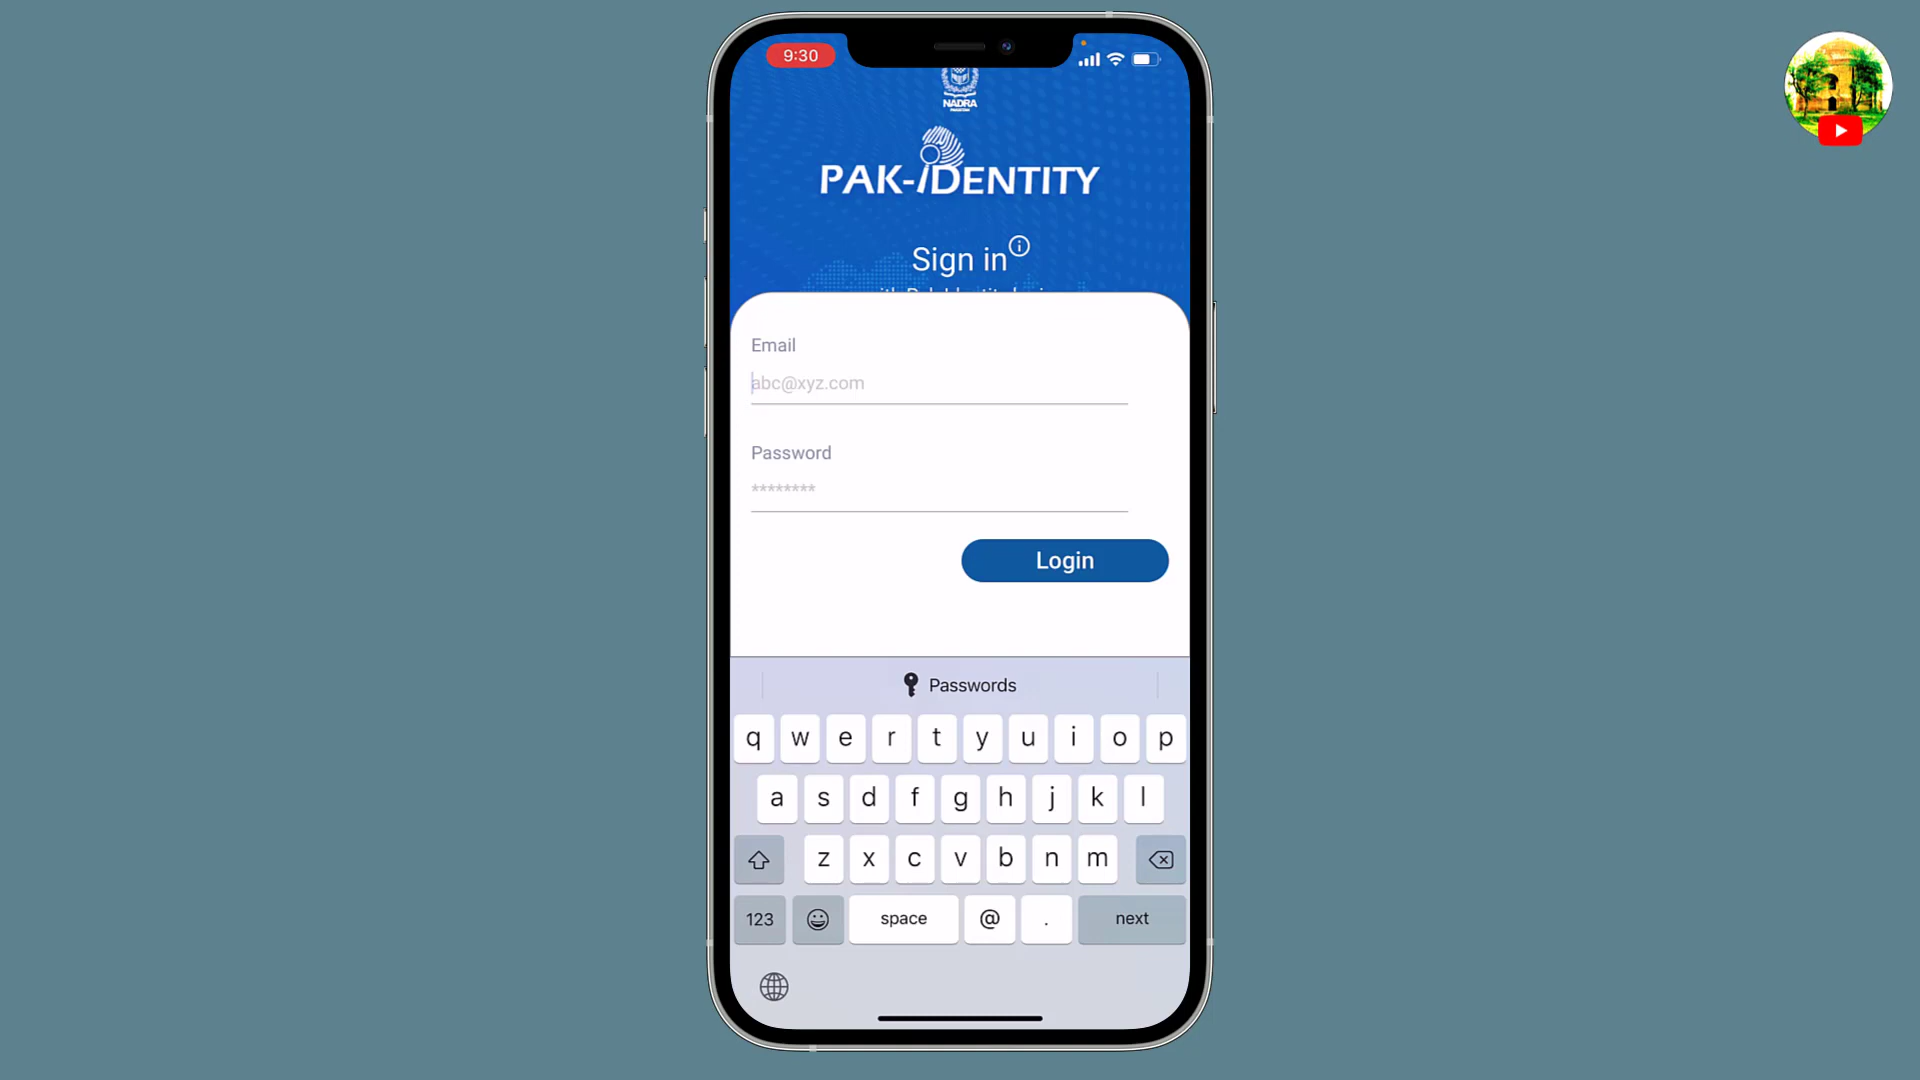 9:30
NADRA
PAK-iDENTITY
Sign in
Email
abc@xyz.com
Password
********
Login
Passwords
q w e r t y u i o p
a s d f g h j k l
z x c v b n m
123 space @ . next